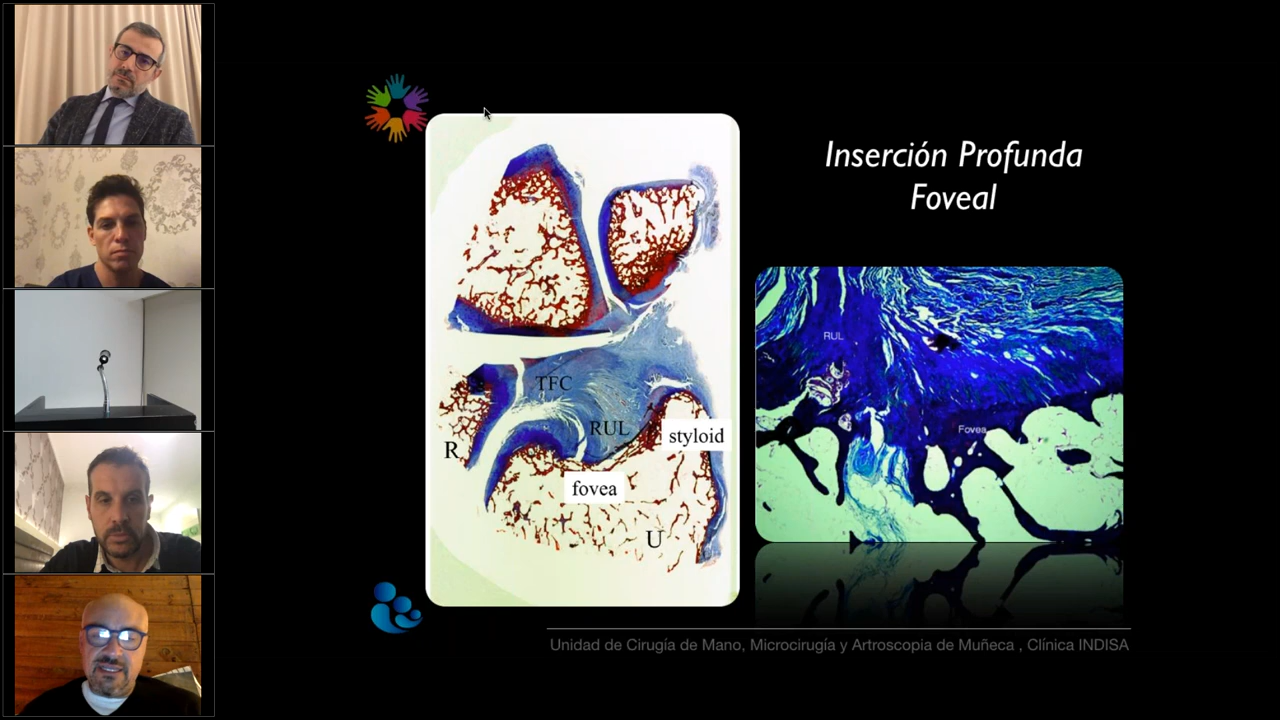 Inserción Profunda
Foveal
TFC
RUL
R
styloid
fovea
U
RUL
Fovea
Unidad de Cirugía de Mano, Microcirugía y Artroscopia de Muñeca , Clínica INDISA